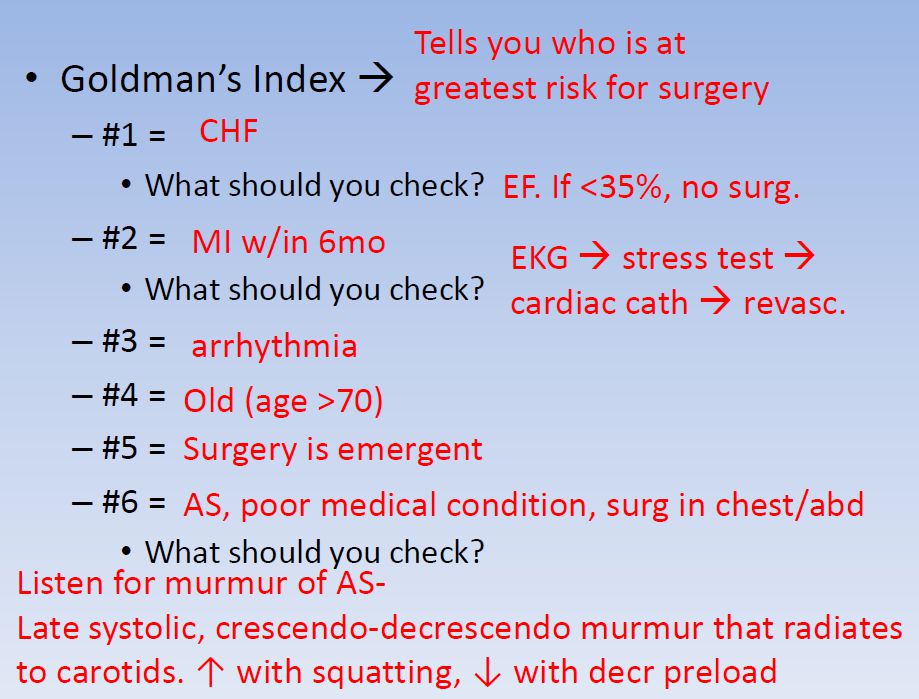 • Goldman's Index → Tells you who is at
greatest risk for surgery
– #1 = CHF
• What should you check? EF. If <35%, no surg.
– #2 = MI w/in 6mo
• What should you check? EKG → stress test →
cardiac cath → revasc.
– #3 = arrhythmia
– #4 = Old (age >70)
– #5 = Surgery is emergent
– #6 = AS, poor medical condition, surg in chest/abd
• What should you check?
Listen for murmur of AS-
Late systolic, crescendo-decrescendo murmur that radiates
to carotids. ↑ with squatting, ↓ with decr preload